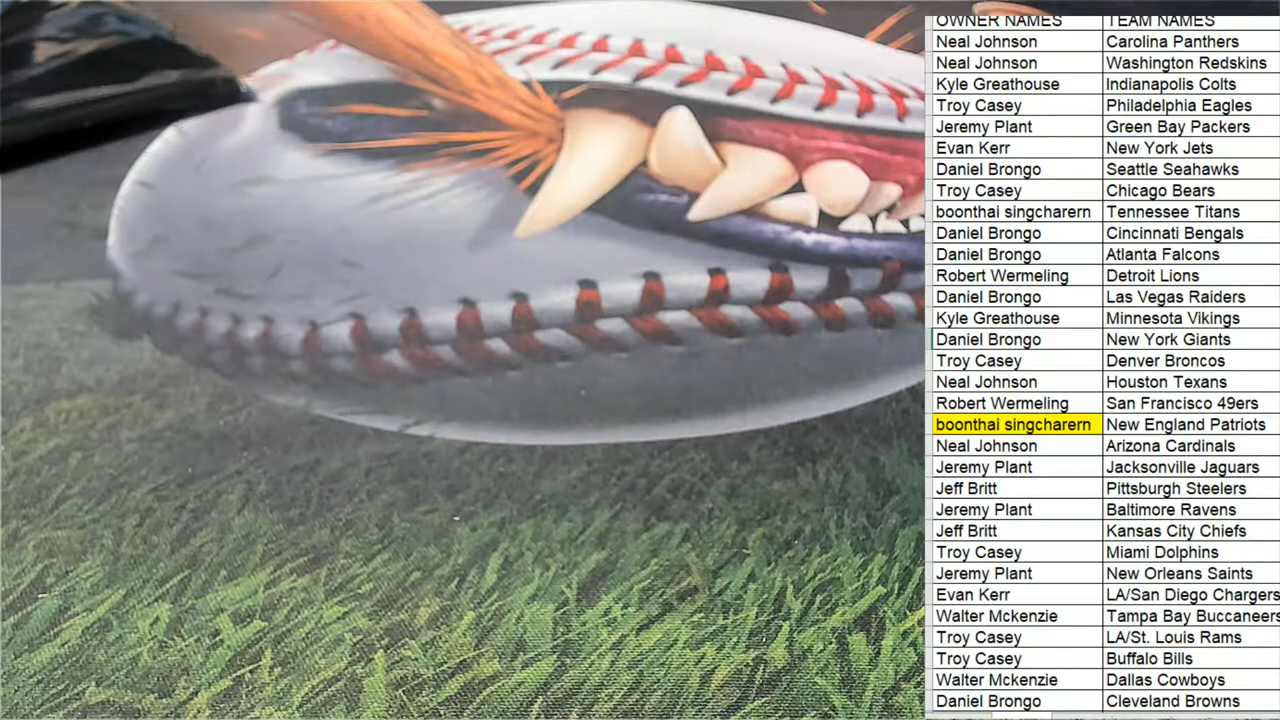 OWNER NAMES TEAM NAMES
Neal Johnson Carolina Panthers
Neal Johnson Washington Redskins
Kyle Greathouse Indianapolis Colts
Troy Casey Philadelphia Eagles
Jeremy Plant Green Bay Packers
Evan Kerr New York Jets
Daniel Brongo Seattle Seahawks
Troy Casey Chicago Bears
boonthai singcharern Tennessee Titans
Daniel Brongo Cincinnati Bengals
Daniel Brongo Atlanta Falcons
Robert Wermeling Detroit Lions
Daniel Brongo Las Vegas Raiders
Kyle Greathouse Minnesota Vikings
Daniel Brongo New York Giants
Troy Casey Denver Broncos
Neal Johnson Houston Texans
Robert Wermeling San Francisco 49ers
boonthai singcharern New England Patriots
Neal Johnson Arizona Cardinals
Jeremy Plant Jacksonville Jaguars
Jeff Britt Pittsburgh Steelers
Jeremy Plant Baltimore Ravens
Jeff Britt Kansas City Chiefs
Troy Casey Miami Dolphins
Jeremy Plant New Orleans Saints
Evan Kerr LA/San Diego Chargers
Walter Mckenzie Tampa Bay Buccaneers
Troy Casey LA/St. Louis Rams
Troy Casey Buffalo Bills
Walter Mckenzie Dallas Cowboys
Daniel Brongo Cleveland Browns